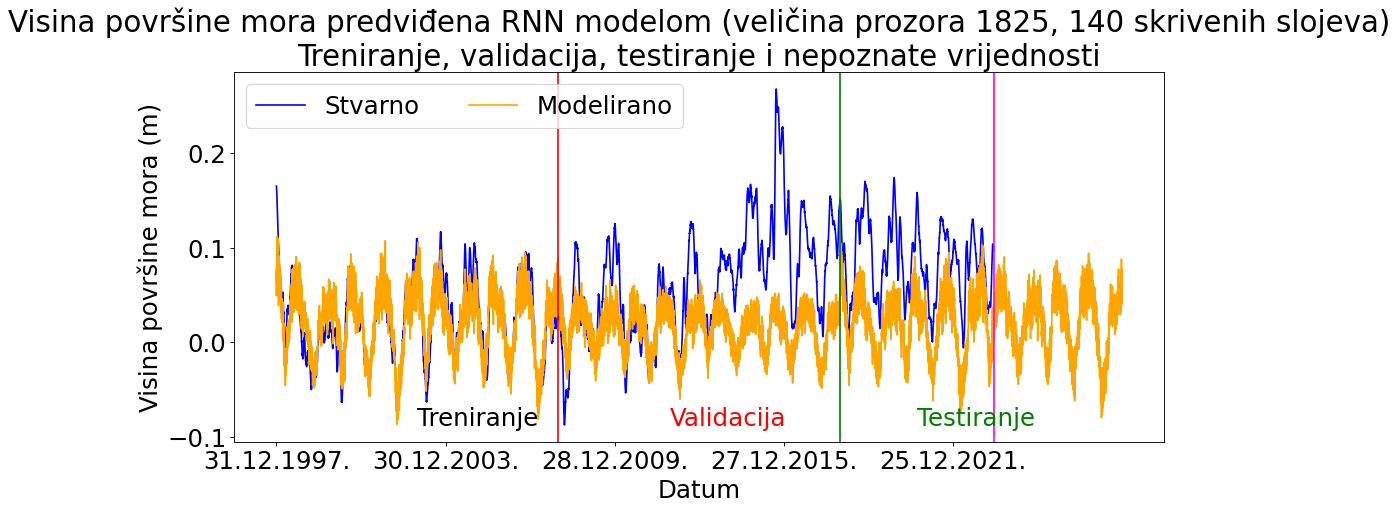 Visina površine mora predviđena RNN modelom (veličina prozora 1825, 140 skrivenih slojeva)
Treniranje, validacija, testiranje i nepoznate vrijednosti
Stvarno
Modelirano
Visina površine mora (m)
0.2
0.1
0.0
−0.1
Treniranje
Validacija
Testiranje
31.12.1997.
30.12.2003.
28.12.2009.
27.12.2015.
25.12.2021.
Datum